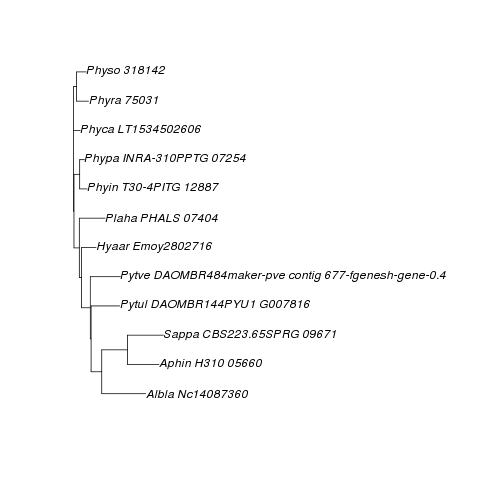 Physo 318142
Phyra 75031
Phyca LT1534502606
Phypa INRA-310PPTG 07254
Phyin T30-4PITG 12887
Plaha PHALS 07404
Hyaar Emoy2802716
Pytve DAOMBR484maker-pve contig 677-fgenesh-gene-0.4
Pytul DAOMBR144PYU1 G007816
Sappa CBS223.65SPRG 09671
Aphin H310 05660
Albla Nc14087360